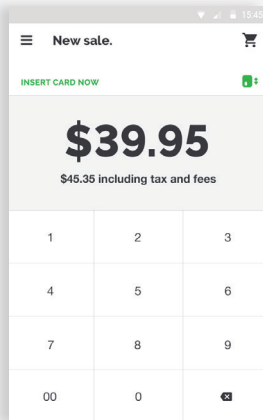 15:45
New sale.
INSERT CARD NOW
$39.95
$45.35 including tax and fees
1 2 3
4 5 6
7 8 9
00 0